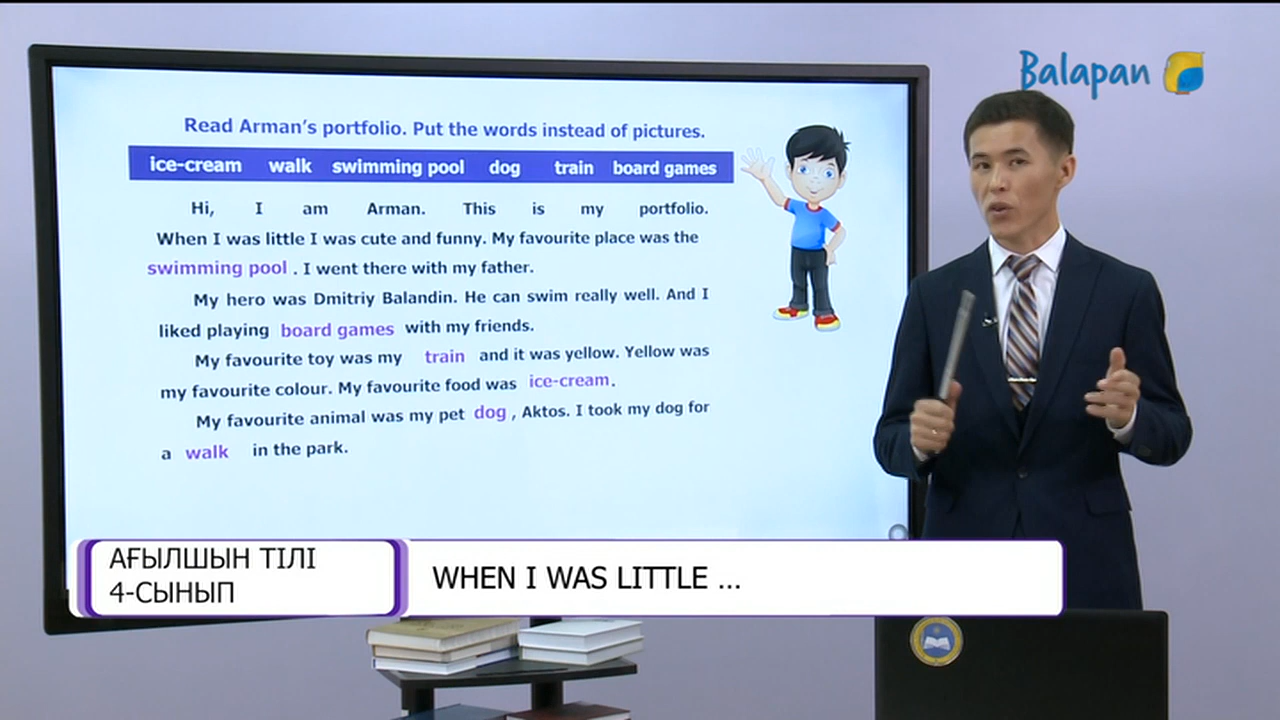 Balapan
Read Arman's portfolio. Put the words instead of pictures.
ice-cream walk swimming pool dog train board games
Hi, I am Arman. This is my portfolio.
When I was little I was cute and funny. My favourite place was the
swimming pool . I went there with my father.
My hero was Dmitriy Balandin. He can swim really well. And I
liked playing board games with my friends.
My favourite toy was my train and it was yellow. Yellow was
my favourite colour. My favourite food was ice-cream.
My favourite animal was my pet dog , Aktos. I took my dog for
a walk in the park.
АҒЫЛШЫН ТІЛІ
4-СЫНЫП
WHEN I WAS LITTLE ...